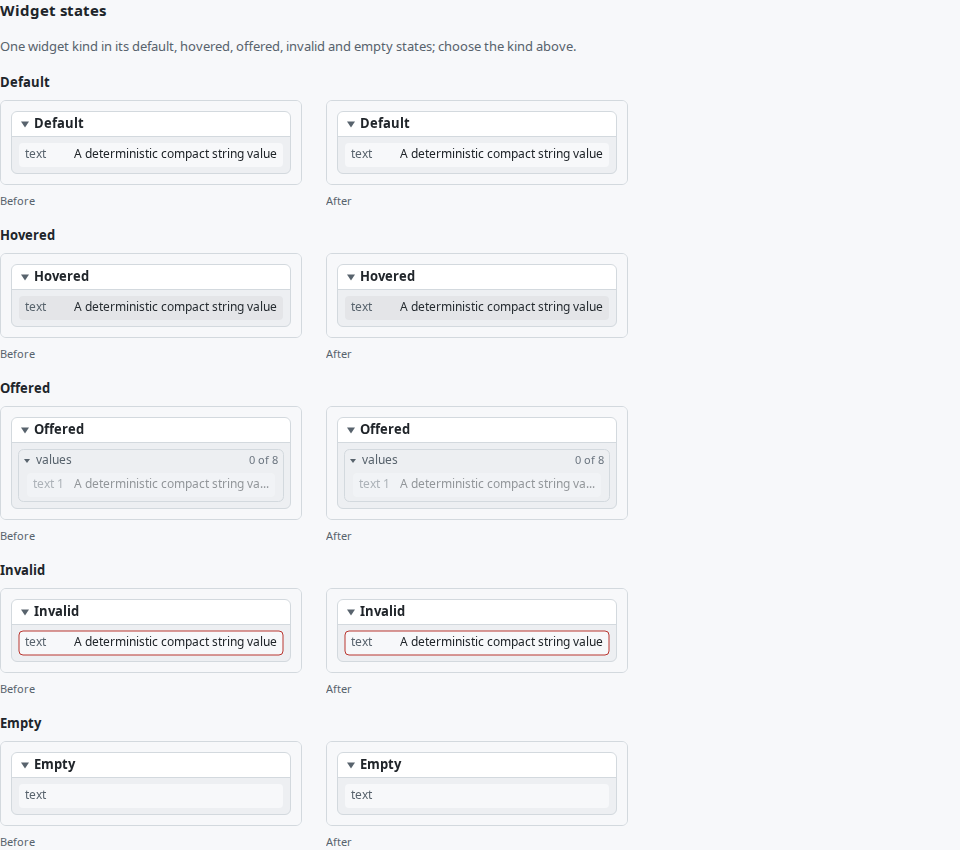 Widget states
One widget kind in its default, hovered, offered, invalid and empty states; choose the kind above.
Default
Default
text A deterministic compact string value
Default
text A deterministic compact string value
Before
After
Hovered
Hovered
text A deterministic compact string value
Hovered
text A deterministic compact string value
Before
After
Offered
Offered
values 0 of 8
text 1 A deterministic compact string va...
Offered
values 0 of 8
text 1 A deterministic compact string va...
Before
After
Invalid
Invalid
text A deterministic compact string value
Invalid
text A deterministic compact string value
Before
After
Empty
Empty
text
Empty
text
Before
After